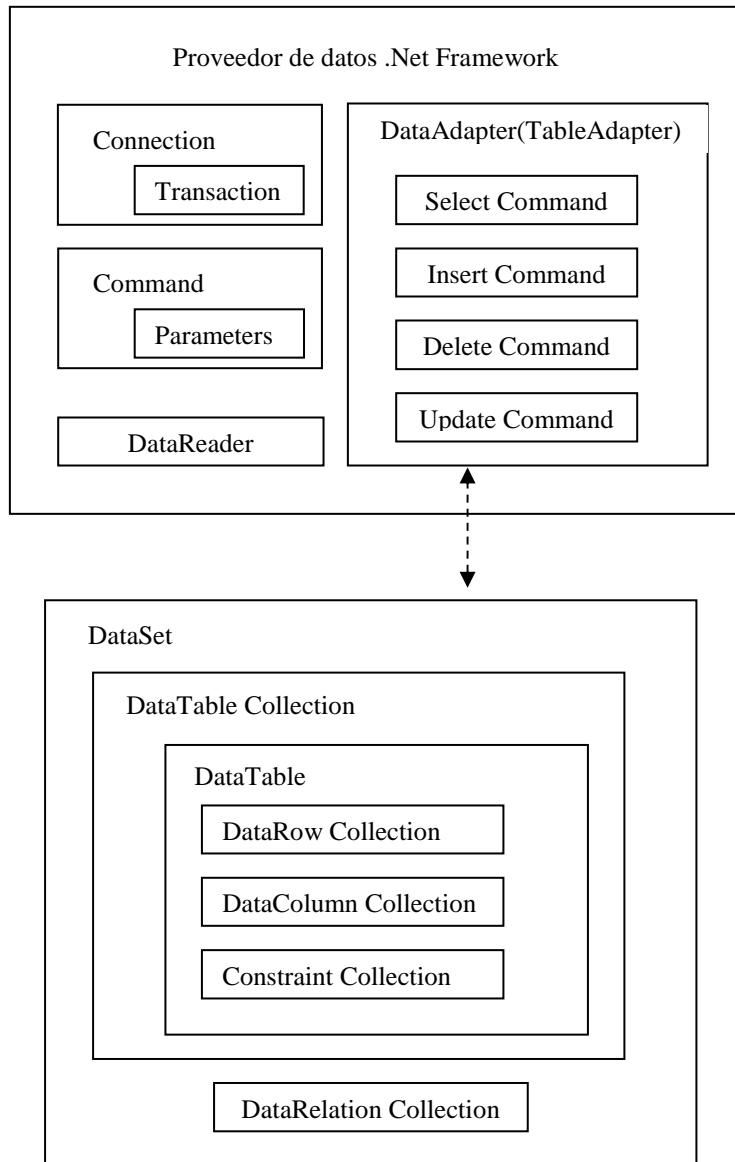 Proveedor de datos .Net Framework
Connection
Transaction
Command
Parameters
DataReader
DataAdapter(TableAdapter)
Select Command
Insert Command
Delete Command
Update Command
DataSet
DataTable Collection
DataTable
DataRow Collection
DataColumn Collection
Constraint Collection
DataRelation Collection